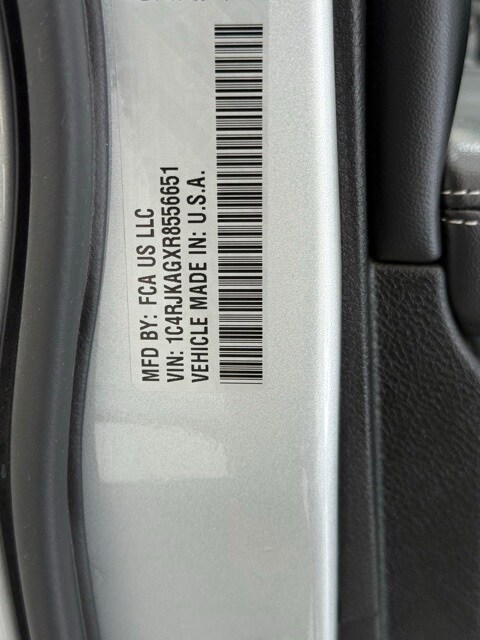 MFD BY: FCA US LLC
VIN: 1C4RJKAGXR8556651
VEHICLE MADE IN: U.S.A.